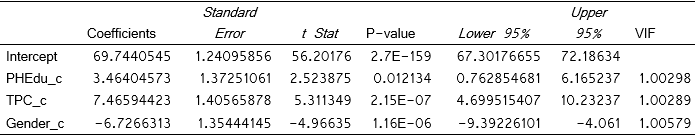 Coefficients Standard Error t Stat P-value Lower 95% Upper 95% VIF
Intercept 69.7440545 1.24095856 56.20176 2.7E-159 67.30176655 72.18634
PHEdu_c 3.46404573 1.37251061 2.523875 0.012134 0.762854681 6.165237 1.00298
TPC_c 7.46594423 1.40565878 5.311349 2.15E-07 4.699515407 10.23237 1.00289
Gender_c -6.7266313 1.35444145 -4.96635 1.16E-06 -9.39226101 -4.061 1.00579